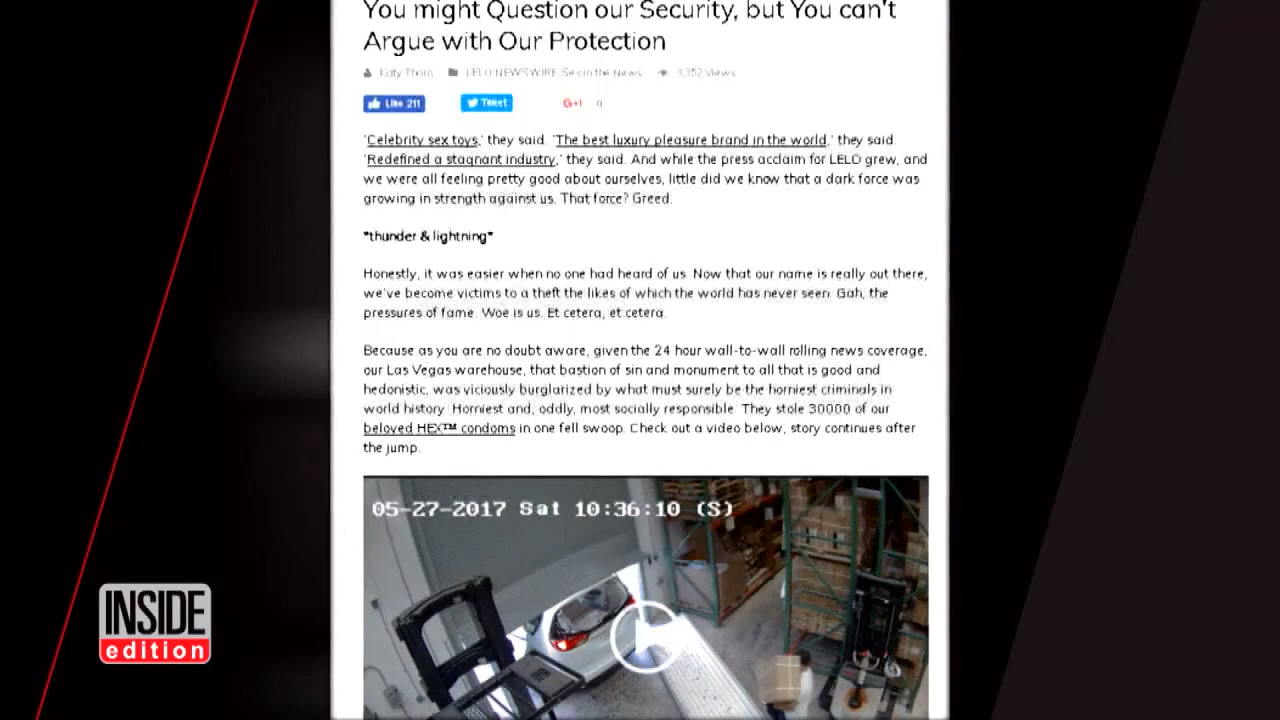 You might Question our Security, but You can't
Argue with Our Protection
Katy Thorn LELO NEWSWIRE, Sex in the News 3,352 Views
Like 211 Tweet G+1 0
'Celebrity sex toys,' they said. 'The best luxury pleasure brand in the world,' they said.
'Redefined a stagnant industry,' they said. And while the press acclaim for LELO grew, and
we were all feeling pretty good about ourselves, little did we know that a dark force was
growing in strength against us. That force? Greed.
*thunder & lightning*
Honestly, it was easier when no one had heard of us. Now that our name is really out there,
we've become victims to a theft the likes of which the world has never seen. Gah, the
pressures of fame. Woe is us. Et cetera, et cetera.
Because as you are no doubt aware, given the 24 hour wall-to-wall rolling news coverage,
our Las Vegas warehouse, that bastion of sin and monument to all that is good and
hedonistic, was viciously burglarized by what must surely be the horniest criminals in
world history. Horniest and, oddly, most socially responsible. They stole 30000 of our
beloved HEX™ condoms in one fell swoop. Check out a video below, story continues after
the jump.
05-27-2017 Sat 10:36:10 (S)
INSIDE
edition